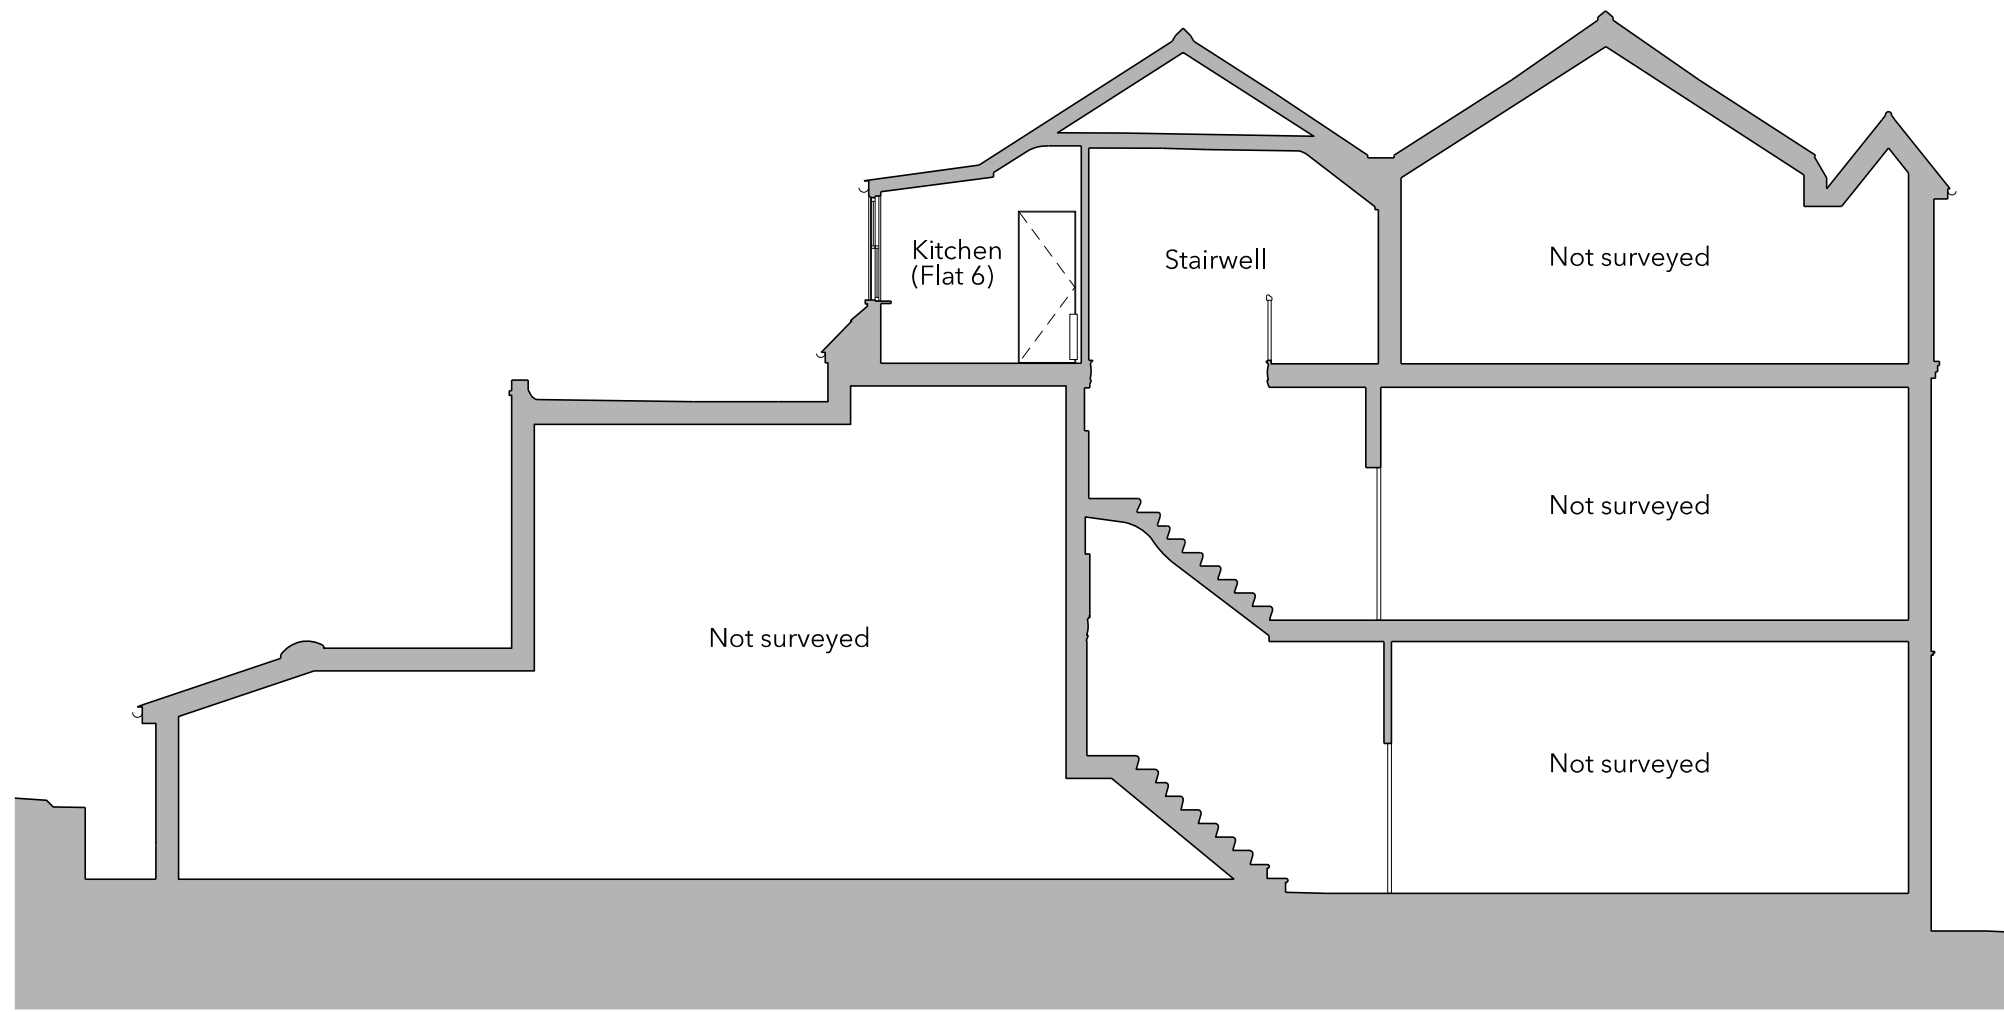 Kitchen
(Flat 6)
Stairwell
Not surveyed
Not surveyed
Not surveyed
Not surveyed